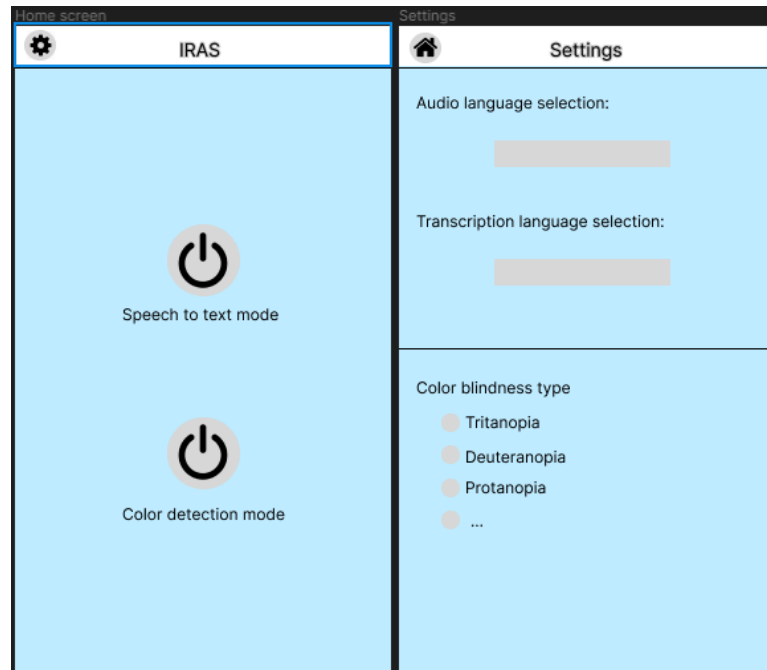 Home screen
IRAS
Speech to text mode
Color detection mode
Settings
Settings
Audio language selection:
Transcription language selection:
Color blindness type
Tritanopia
Deuteranopia
Protanopia
...